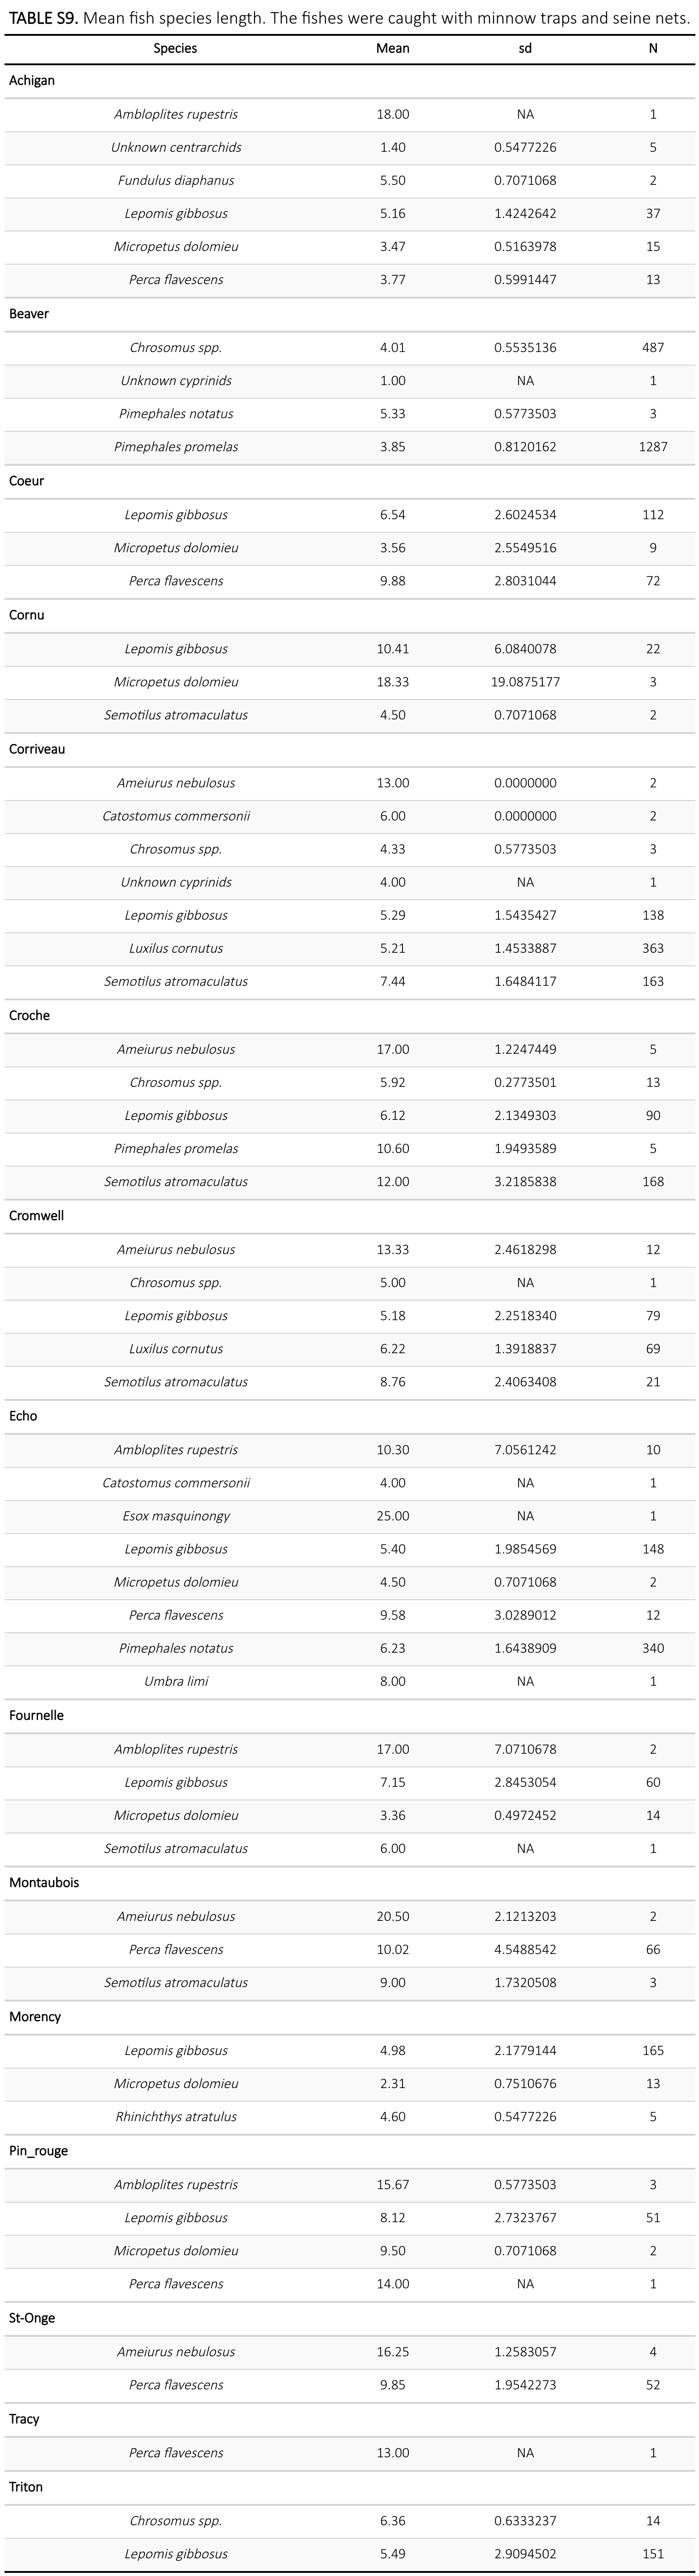 TABLE S9. Mean fish species length. The fishes were caught with minnow traps and seine nets.
Species Mean sd N
Achigan
Ambloplites rupestris 18.00 NA 1
Unknown centrarchids 1.40 0.5477226 5
Fundulus diaphanus 5.50 0.7071068 2
Lepomis gibbosus 5.16 1.4242642 37
Micropetus dolomieu 3.47 0.5163978 15
Perca flavescens 3.77 0.5991447 13
Beaver
Chrosomus spp. 4.01 0.5535136 487
Unknown cyprinids 1.00 NA 1
Pimephales notatus 5.33 0.5773503 3
Pimephales promelas 3.85 0.8120162 1287
Coeur
Lepomis gibbosus 6.54 2.6024534 112
Micropetus dolomieu 3.56 2.5549516 9
Perca flavescens 9.88 2.8031044 72
Cornu
Lepomis gibbosus 10.41 6.0840078 22
Micropetus dolomieu 18.33 19.0875177 3
Semotilus atromaculatus 4.50 0.7071068 2
Corriveau
Ameiurus nebulosus 13.00 0.0000000 2
Catostomus commersonii 6.00 0.0000000 2
Chrosomus spp. 4.33 0.5773503 3
Unknown cyprinids 4.00 NA 1
Lepomis gibbosus 5.29 1.5435427 138
Luxilus cornutus 5.21 1.4533887 363
Semotilus atromaculatus 7.44 1.6484117 163
Croche
Ameiurus nebulosus 17.00 1.2247449 5
Chrosomus spp. 5.92 0.2773501 13
Lepomis gibbosus 6.12 2.1349303 90
Pimephales promelas 10.60 1.9493589 5
Semotilus atromaculatus 12.00 3.2185838 168
Cromwell
Ameiurus nebulosus 13.33 2.4618298 12
Chrosomus spp. 5.00 NA 1
Lepomis gibbosus 5.18 2.2518340 79
Luxilus cornutus 6.22 1.3918837 69
Semotilus atromaculatus 8.76 2.4063408 21
Echo
Ambloplites rupestris 10.30 7.0561242 10
Catostomus commersonii 4.00 NA 1
Esox masquinongy 25.00 NA 1
Lepomis gibbosus 5.40 1.9854569 148
Micropetus dolomieu 4.50 0.7071068 2
Perca flavescens 9.58 3.0289012 12
Pimephales notatus 6.23 1.6438909 340
Umbra limi 8.00 NA 1
Fournelle
Ambloplites rupestris 17.00 7.0710678 2
Lepomis gibbosus 7.15 2.8453054 60
Micropetus dolomieu 3.36 0.4972452 14
Semotilus atromaculatus 6.00 NA 1
Montaubois
Ameiurus nebulosus 20.50 2.1213203 2
Perca flavescens 10.02 4.5488542 66
Semotilus atromaculatus 9.00 1.7320508 3
Morency
Lepomis gibbosus 4.98 2.1779144 165
Micropetus dolomieu 2.31 0.7510676 13
Rhinichthys atratulus 4.60 0.5477226 5
Pin_rouge
Ambloplites rupestris 15.67 0.5773503 3
Lepomis gibbosus 8.12 2.7323767 51
Micropetus dolomieu 9.50 0.7071068 2
Perca flavescens 14.00 NA 1
St-Onge
Ameiurus nebulosus 16.25 1.2583057 4
Perca flavescens 9.85 1.9542273 52
Tracy
Perca flavescens 13.00 NA 1
Triton
Chrosomus spp. 6.36 0.6333237 14
Lepomis gibbosus 5.49 2.9094502 151